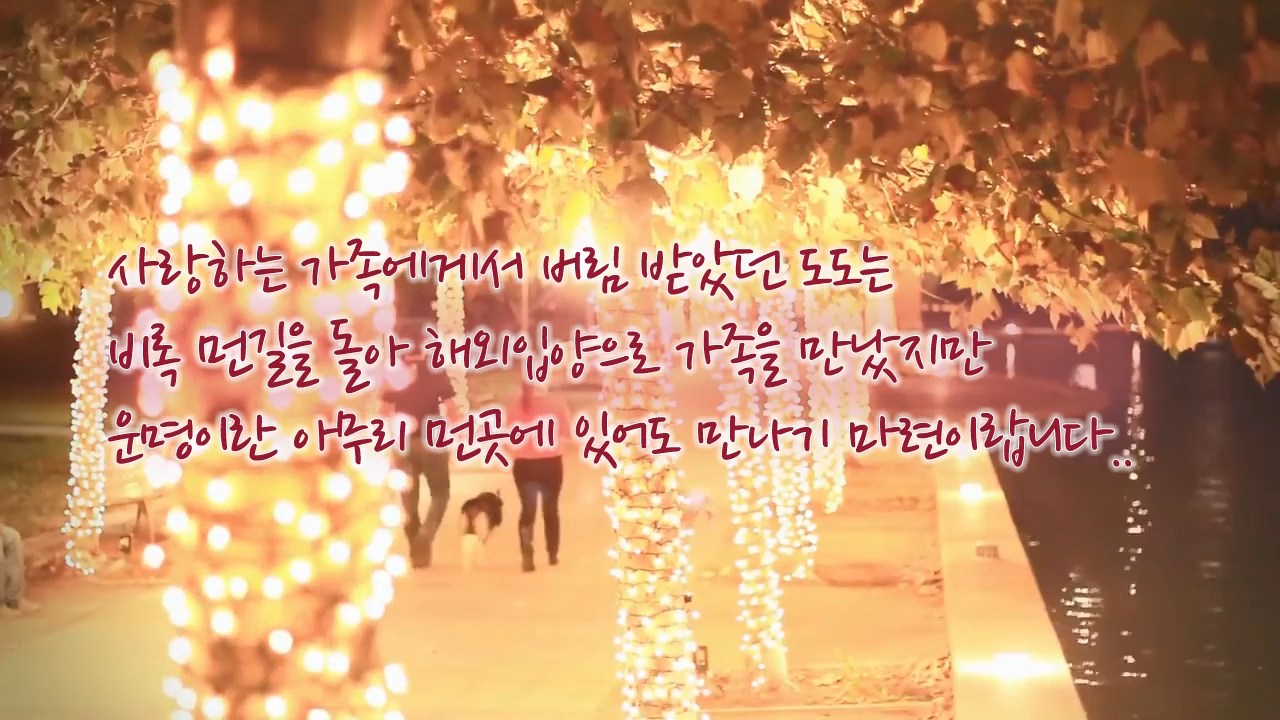 사랑하는 가족에게서 버림 받았던 도도는
비록 먼길을 돌아 해외입양으로 가족을 만났지만
운명이란 아무리 먼곳에 있어도 만나기 마련이랍니다..